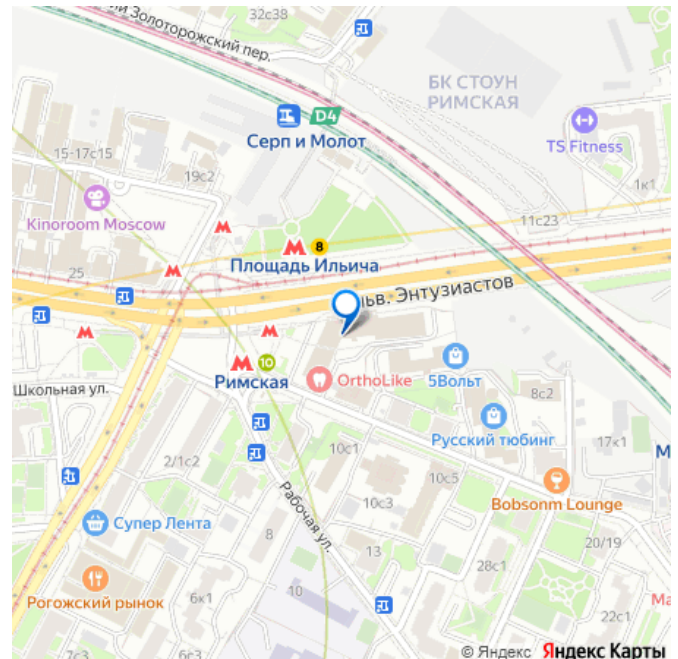 32с38
Золоторожский пер.
БК СТОУН
РИМСКАЯ
D4
Серп и Молот
TS Fitness
15-17с15
19с2
1к1
Kinoroom Moscow
11с23
8
Площадь Ильича
25
ьв. Энтузиастов
10
Римская
OrthoLike
5Вольт
Школьная ул.
8с2
Русский тюбинг
10с1
17к1
М
2/1с2
10с5
Bobsonm Lounge
10с3
Рабочая ул.
Супер Лента
8
20/19
13
28с1
Рогожский рынок
6к1
10
Ма
22с1
7с3
6с1
© Яндекс Яндекс Карты